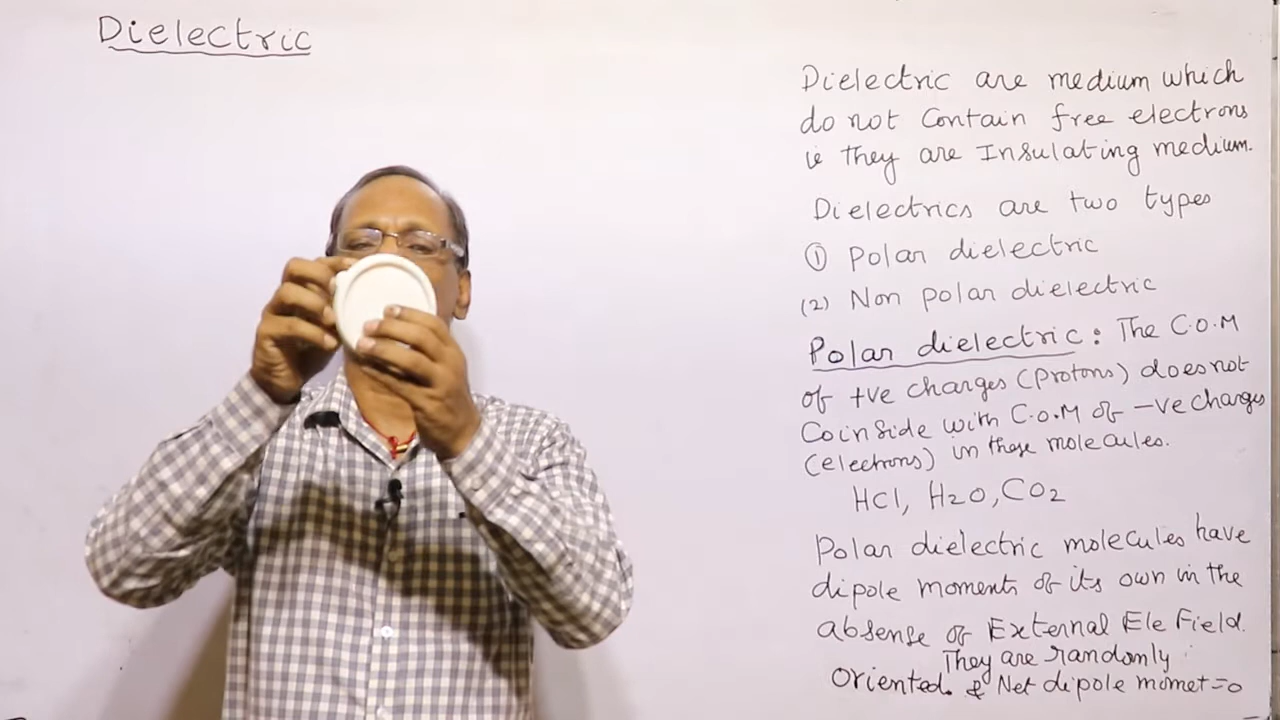 Dielectric
Dielectric are medium which
do not contain free electrons
ie they are Insulating medium.
Dielectrics are two types
① Polar dielectric
(2) Non polar dielectric
Polar dielectric: The C.O.M
of +ve charges (protons) does not
Coinside with C.O.M of -ve charges
(electrons) in these molecules.
HCl, H2O, CO2
Polar dielectric molecules have
dipole moments of its own in the
absense of External Ele Field.
They are randomly
oriented. & Net dipole momet=0